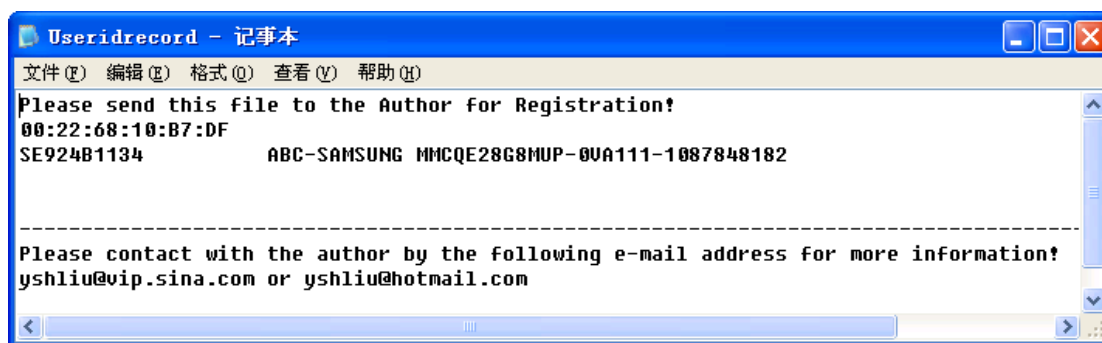 Useridrecord - 记事本
文件(F) 编辑(E) 格式(O) 查看(V) 帮助(H)
Please send this file to the Author for Registration!
00:22:68:10:B7:DF
SE924B1134 ABC-SAMSUNG MMCQE28G8MUP-0VA111-1087848182
--------------------------------------------------------------------------------------
Please contact with the author by the following e-mail address for more information!
yshliu@vip.sina.com or yshliu@hotmail.com